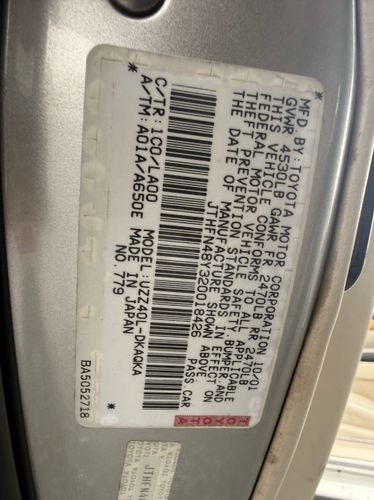 MFD.BY:TOYOTA MOTOR CORPORATION 10/01
GVWR 4530LB GAWR FR 2470LB RR 2470LB
THIS VEHICLE CONFORMS TO ALL APPLICABLE
FEDERAL MOTOR VEHICLE SAFETY,BUMPER,AND
THEFT PREVENTION STANDARDS IN EFFECT ON
THE DATE OF MANUFACTURE SHOWN ABOVE.
*JTHFN48Y320018426* PASS.CAR
C/TR:1C0/LA00 MODEL:UZZ40L-DKAQKA
A/TM:A01A/A650E MADE IN JAPAN
NO.779
TOYOTA
BA5052718
JTHFN4